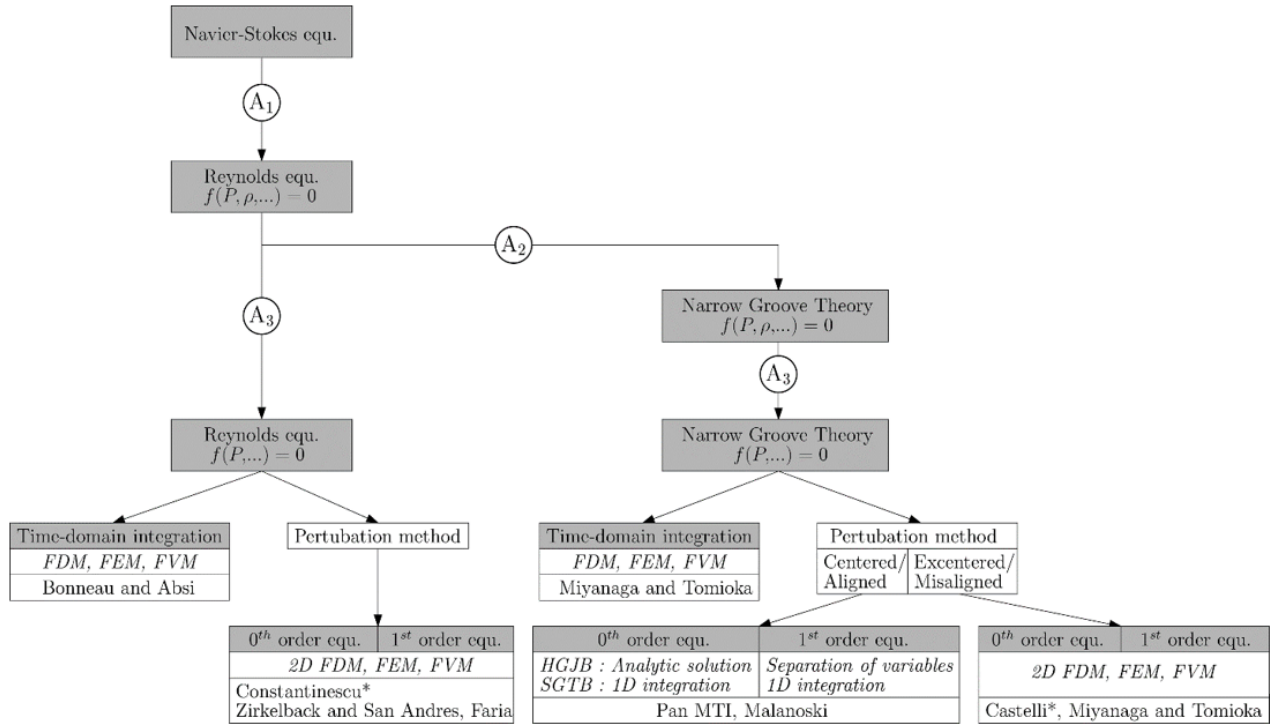 Navier-Stokes equ.
A₁
Reynolds equ.
f(P, ρ,...) = 0
A₂
A₃
Narrow Groove Theory
f(P, ρ,...) = 0
A₃
Reynolds equ.
f(P,...) = 0
Narrow Groove Theory
f(P,...) = 0
Time-domain integration
FDM, FEM, FVM
Bonneau and Absi
Pertubation method
Time-domain integration
FDM, FEM, FVM
Miyanaga and Tomioka
Pertubation method
Centered/
Aligned
Excentered/
Misaligned
0th order equ.
1st order equ.
2D FDM, FEM, FVM
Constantinescu*
Zirkelback and San Andres, Faria
0th order equ.
1st order equ.
HGJB : Analytic solution
SGTB : 1D integration
Separation of variables
1D integration
Pan MTI, Malanoski
0th order equ.
1st order equ.
2D FDM, FEM, FVM
Castelli*, Miyanaga and Tomioka